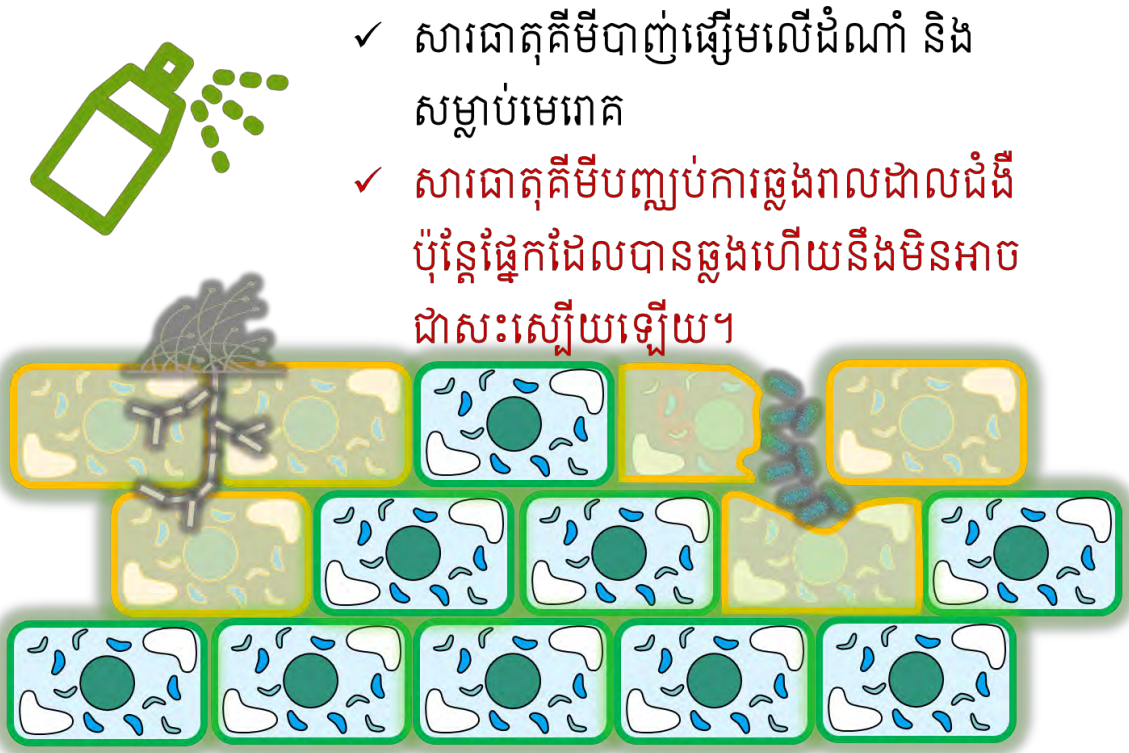 ✓ សារធាតុគីមីបាញ់ផ្សើមលើដំណាំ និង
សម្លាប់មេរោគ
✓ សារធាតុគីមីបញ្ឈប់ការឆ្លងរាលដាលជំងឺ
ប៉ុន្តែផ្នែកដែលបានឆ្លងហើយនឹងមិនអាច
ជាសះស្បើយឡើយ។